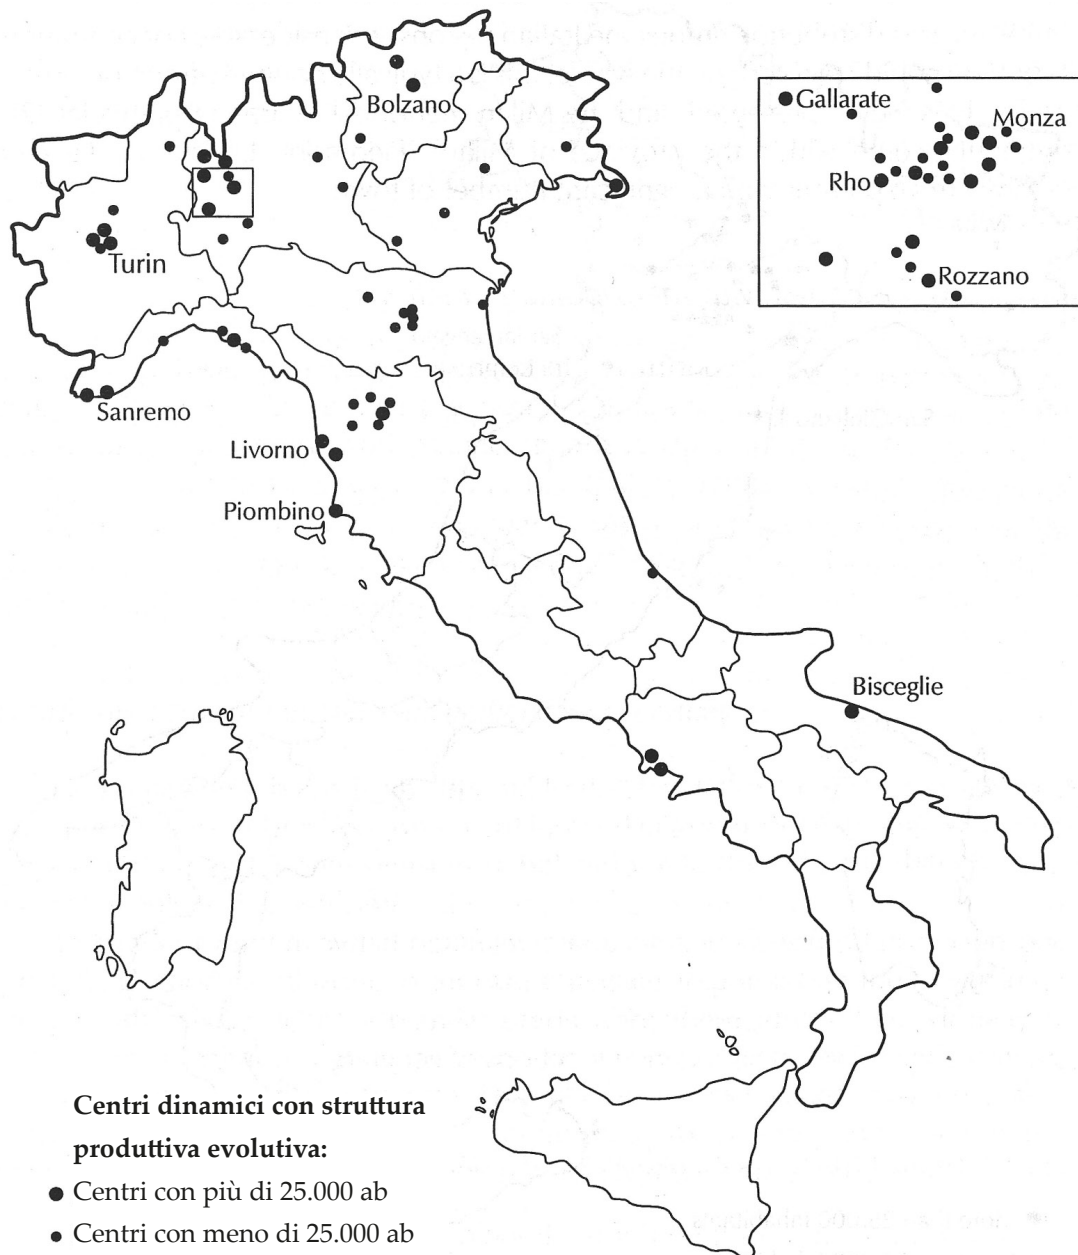 Bolzano
Gallarate
Monza
Rho
Rozzano
Turin
Sanremo
Livorno
Piombino
Bisceglie
Centri dinamici con struttura
produttiva evolutiva:
Centri con più di 25.000 ab
Centri con meno di 25.000 ab